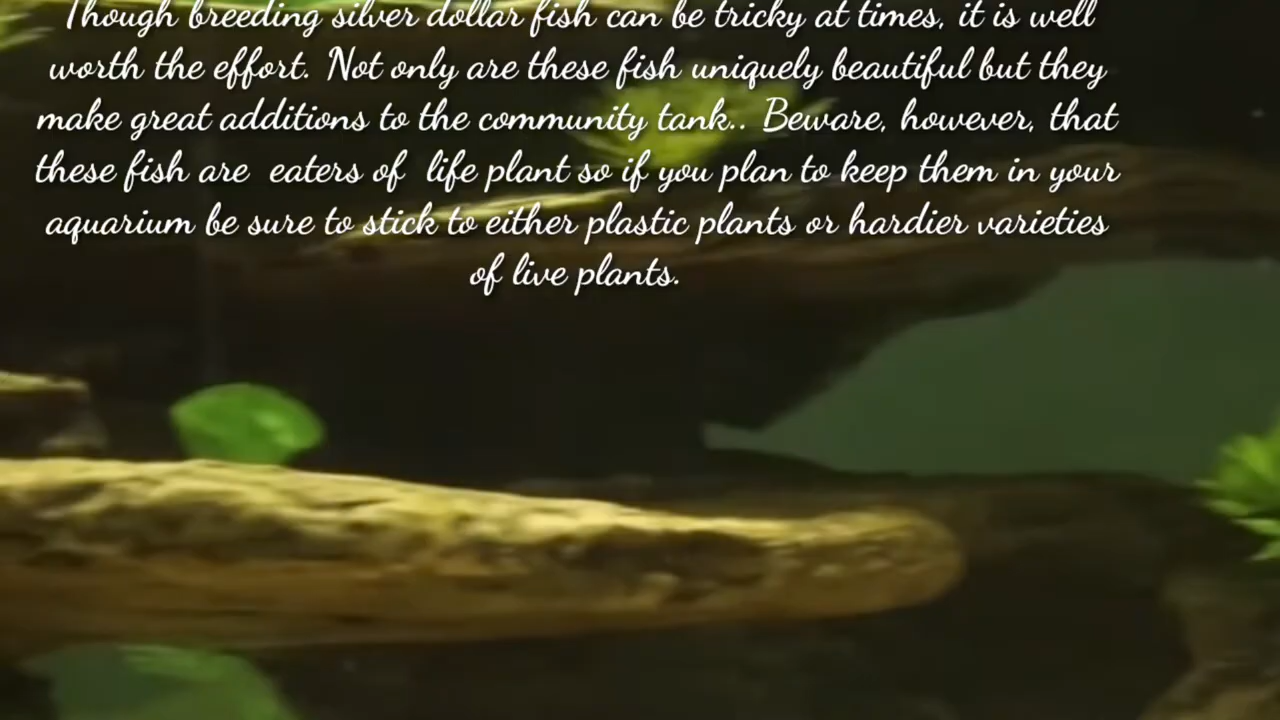 Though breeding silver dollar fish can be tricky at times, it is well
worth the effort. Not only are these fish uniquely beautiful but they
make great additions to the community tank.. Beware, however, that
these fish are eaters of life plant so if you plan to keep them in your
aquarium be sure to stick to either plastic plants or hardier varieties
of live plants.